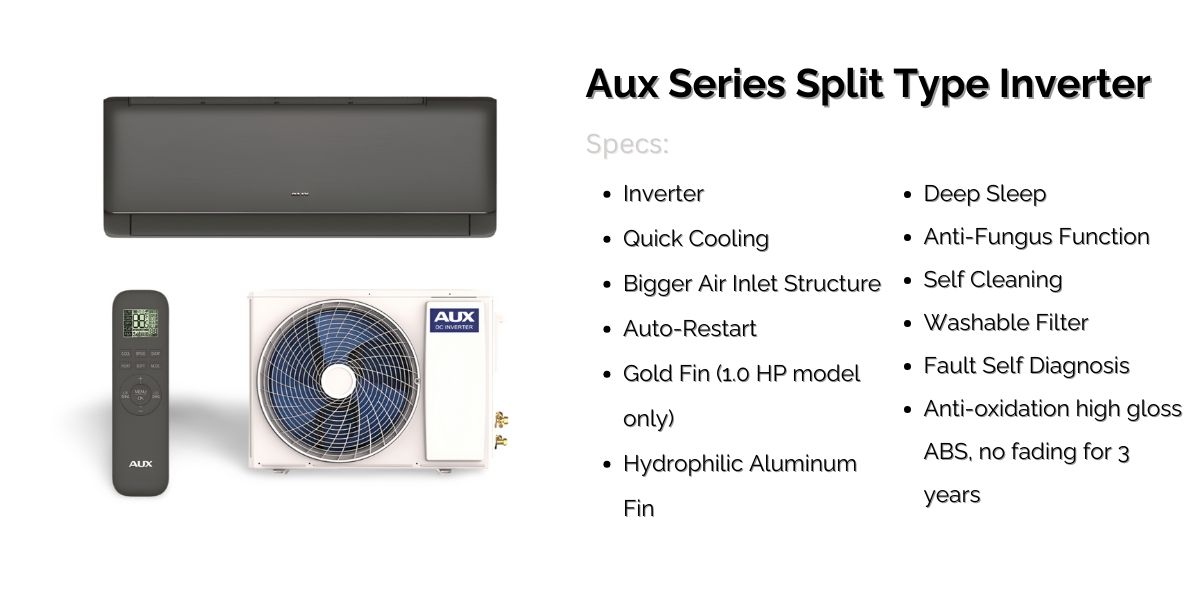 Aux Series Split Type Inverter
Specs:
• Inverter
• Quick Cooling
• Bigger Air Inlet Structure
• Auto-Restart
• Gold Fin (1.0 HP model
only)
• Hydrophilic Aluminum
Fin
• Deep Sleep
• Anti-Fungus Function
• Self Cleaning
• Washable Filter
• Fault Self Diagnosis
• Anti-oxidation high gloss
ABS, no fading for 3
years
AUX
AUX
DC INVERTER
MENU
OK
AUX